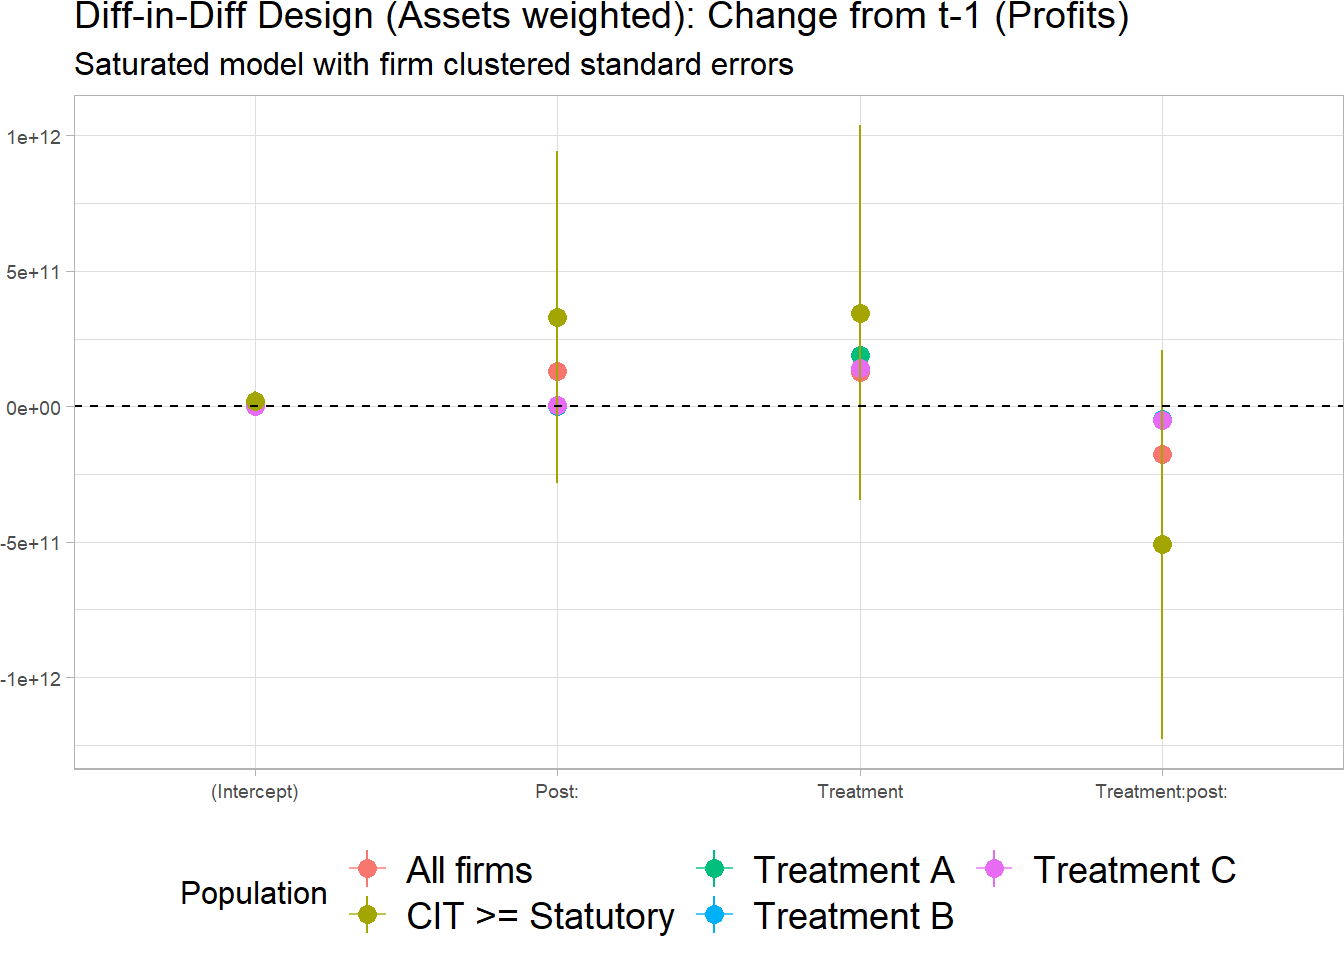 Diff-in-Diff Design (Assets weighted): Change from t-1 (Profits)
Saturated model with firm clustered standard errors
1e+12
5e+11
0e+00
-5e+11
-1e+12
(Intercept) Post: Treatment Treatment:post:
Population
All firms Treatment A Treatment C
CIT >= Statutory Treatment B